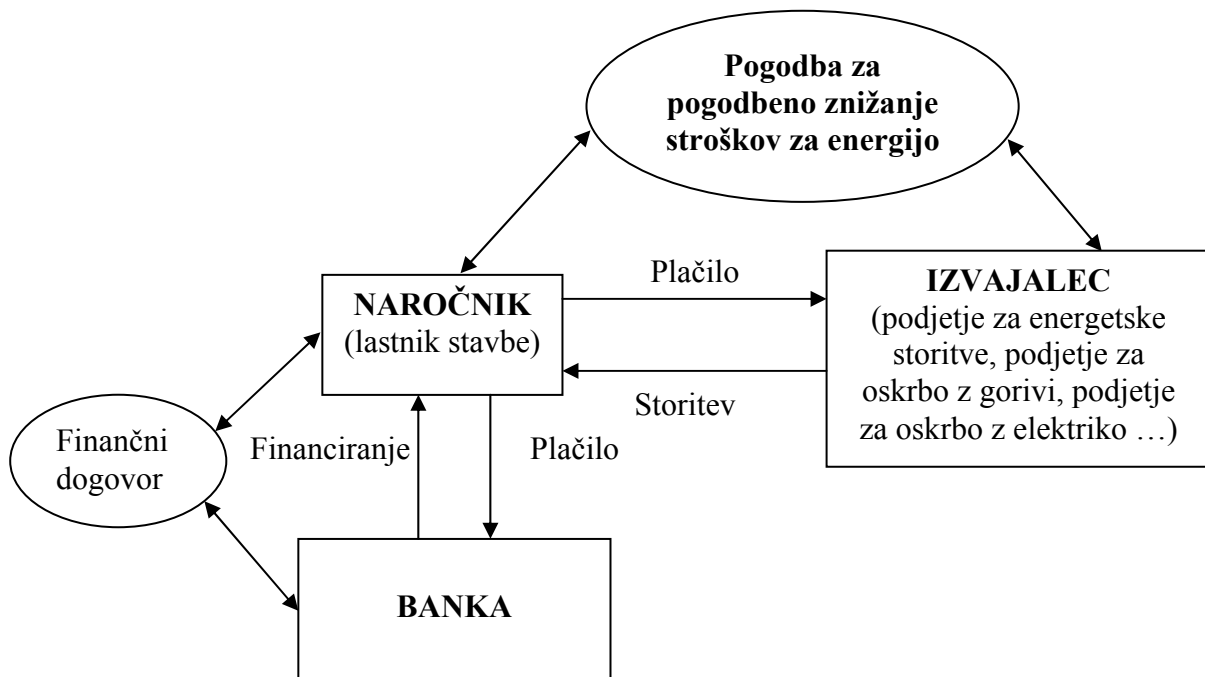 Pogodba za
pogodbeno znižanje
stroškov za energijo
Plačilo
NAROČNIK
(lastnik stavbe)
IZVAJALEC
(podjetje za energetske
storitve, podjetje za
oskrbo z gorivi, podjetje
za oskrbo z elektriko …)
Storitev
Finančni
dogovor
Financiranje
Plačilo
BANKA